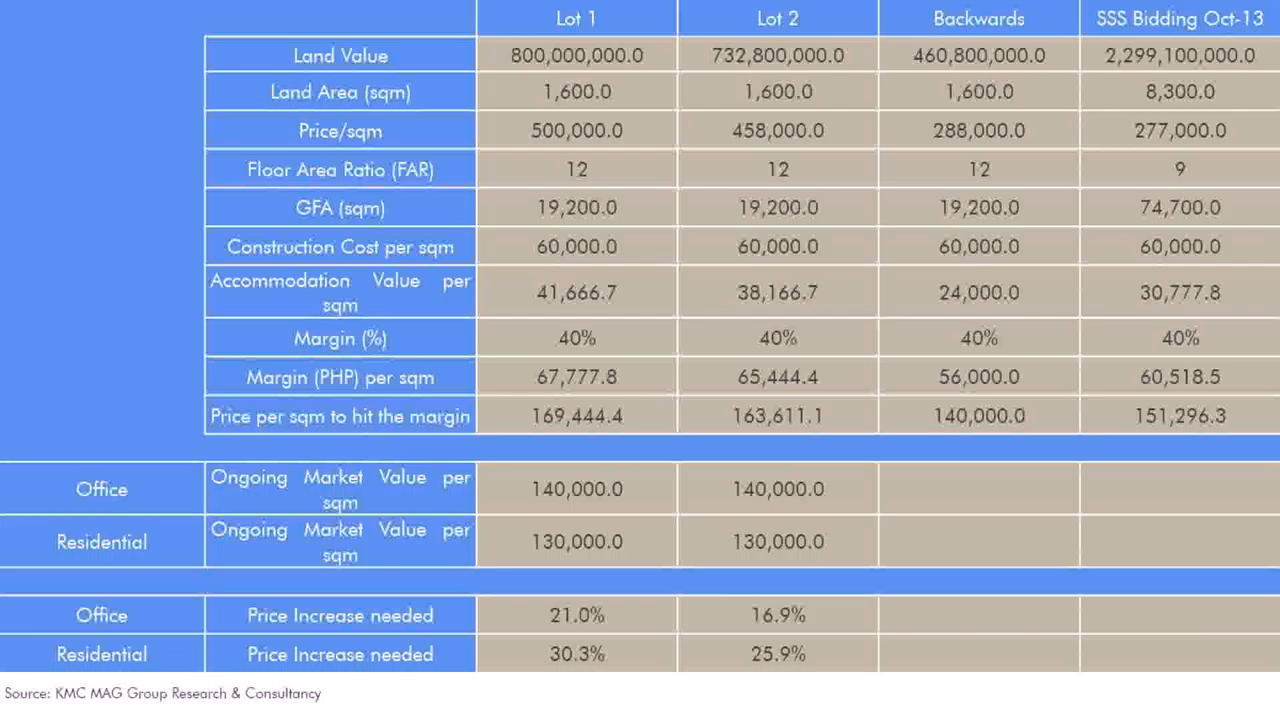 Lot 1 Lot 2 Backwards SSS Bidding Oct-13
Land Value 800,000,000.0 732,800,000.0 460,800,000.0 2,299,100,000.0
Land Area (sqm) 1,600.0 1,600.0 1,600.0 8,300.0
Price/sqm 500,000.0 458,000.0 288,000.0 277,000.0
Floor Area Ratio (FAR) 12 12 12 9
GFA (sqm) 19,200.0 19,200.0 19,200.0 74,700.0
Construction Cost per sqm 60,000.0 60,000.0 60,000.0 60,000.0
Accommodation Value per
sqm 41,666.7 38,166.7 24,000.0 30,777.8
Margin (%) 40% 40% 40% 40%
Margin (PHP) per sqm 67,777.8 65,444.4 56,000.0 60,518.5
Price per sqm to hit the margin 169,444.4 163,611.1 140,000.0 151,296.3
Office Ongoing Market Value per
sqm 140,000.0 140,000.0
Residential Ongoing Market Value per
sqm 130,000.0 130,000.0
Office Price Increase needed 21.0% 16.9%
Residential Price Increase needed 30.3% 25.9%
Source: KMC MAG Group Research & Consultancy